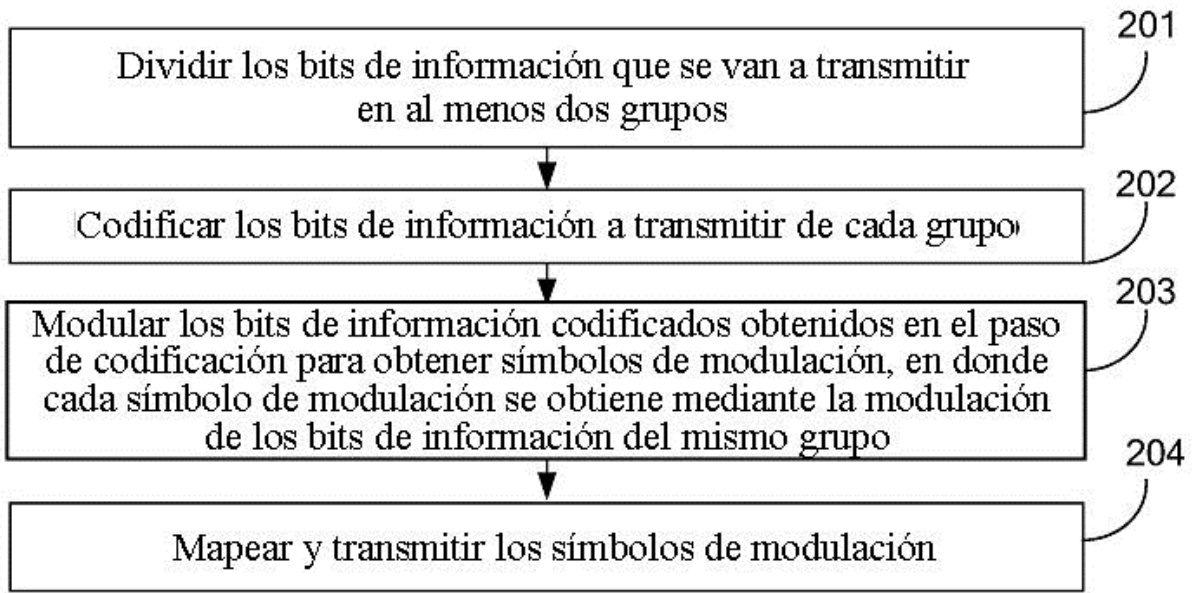 201
Dividir los bits de información que se van a transmitir
en al menos dos grupos
202
Codificar los bits de información a transmitir de cada grupo
203
Modular los bits de información codificados obtenidos en el paso
de codificación para obtener símbolos de modulación, en donde
cada símbolo de modulación se obtiene mediante la modulación
de los bits de información del mismo grupo
204
Mapear y transmitir los símbolos de modulación